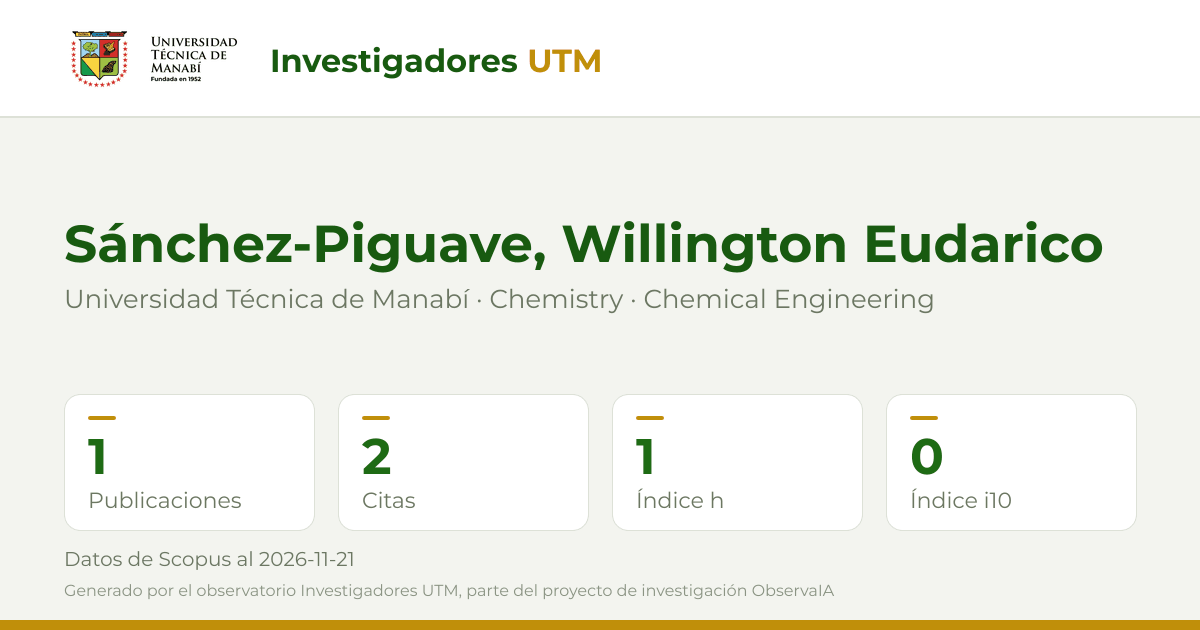 UNIVERSIDAD
TÉCNICA DE
MANABÍ
Fundada en 1952
Investigadores UTM
Sánchez-Piguave, Willington Eudarico
Universidad Técnica de Manabí · Chemistry · Chemical Engineering
1
Publicaciones
2
Citas
1
Índice h
0
Índice i10
Datos de Scopus al 2026-11-21
Generado por el observatorio Investigadores UTM, parte del proyecto de investigación ObservaIA